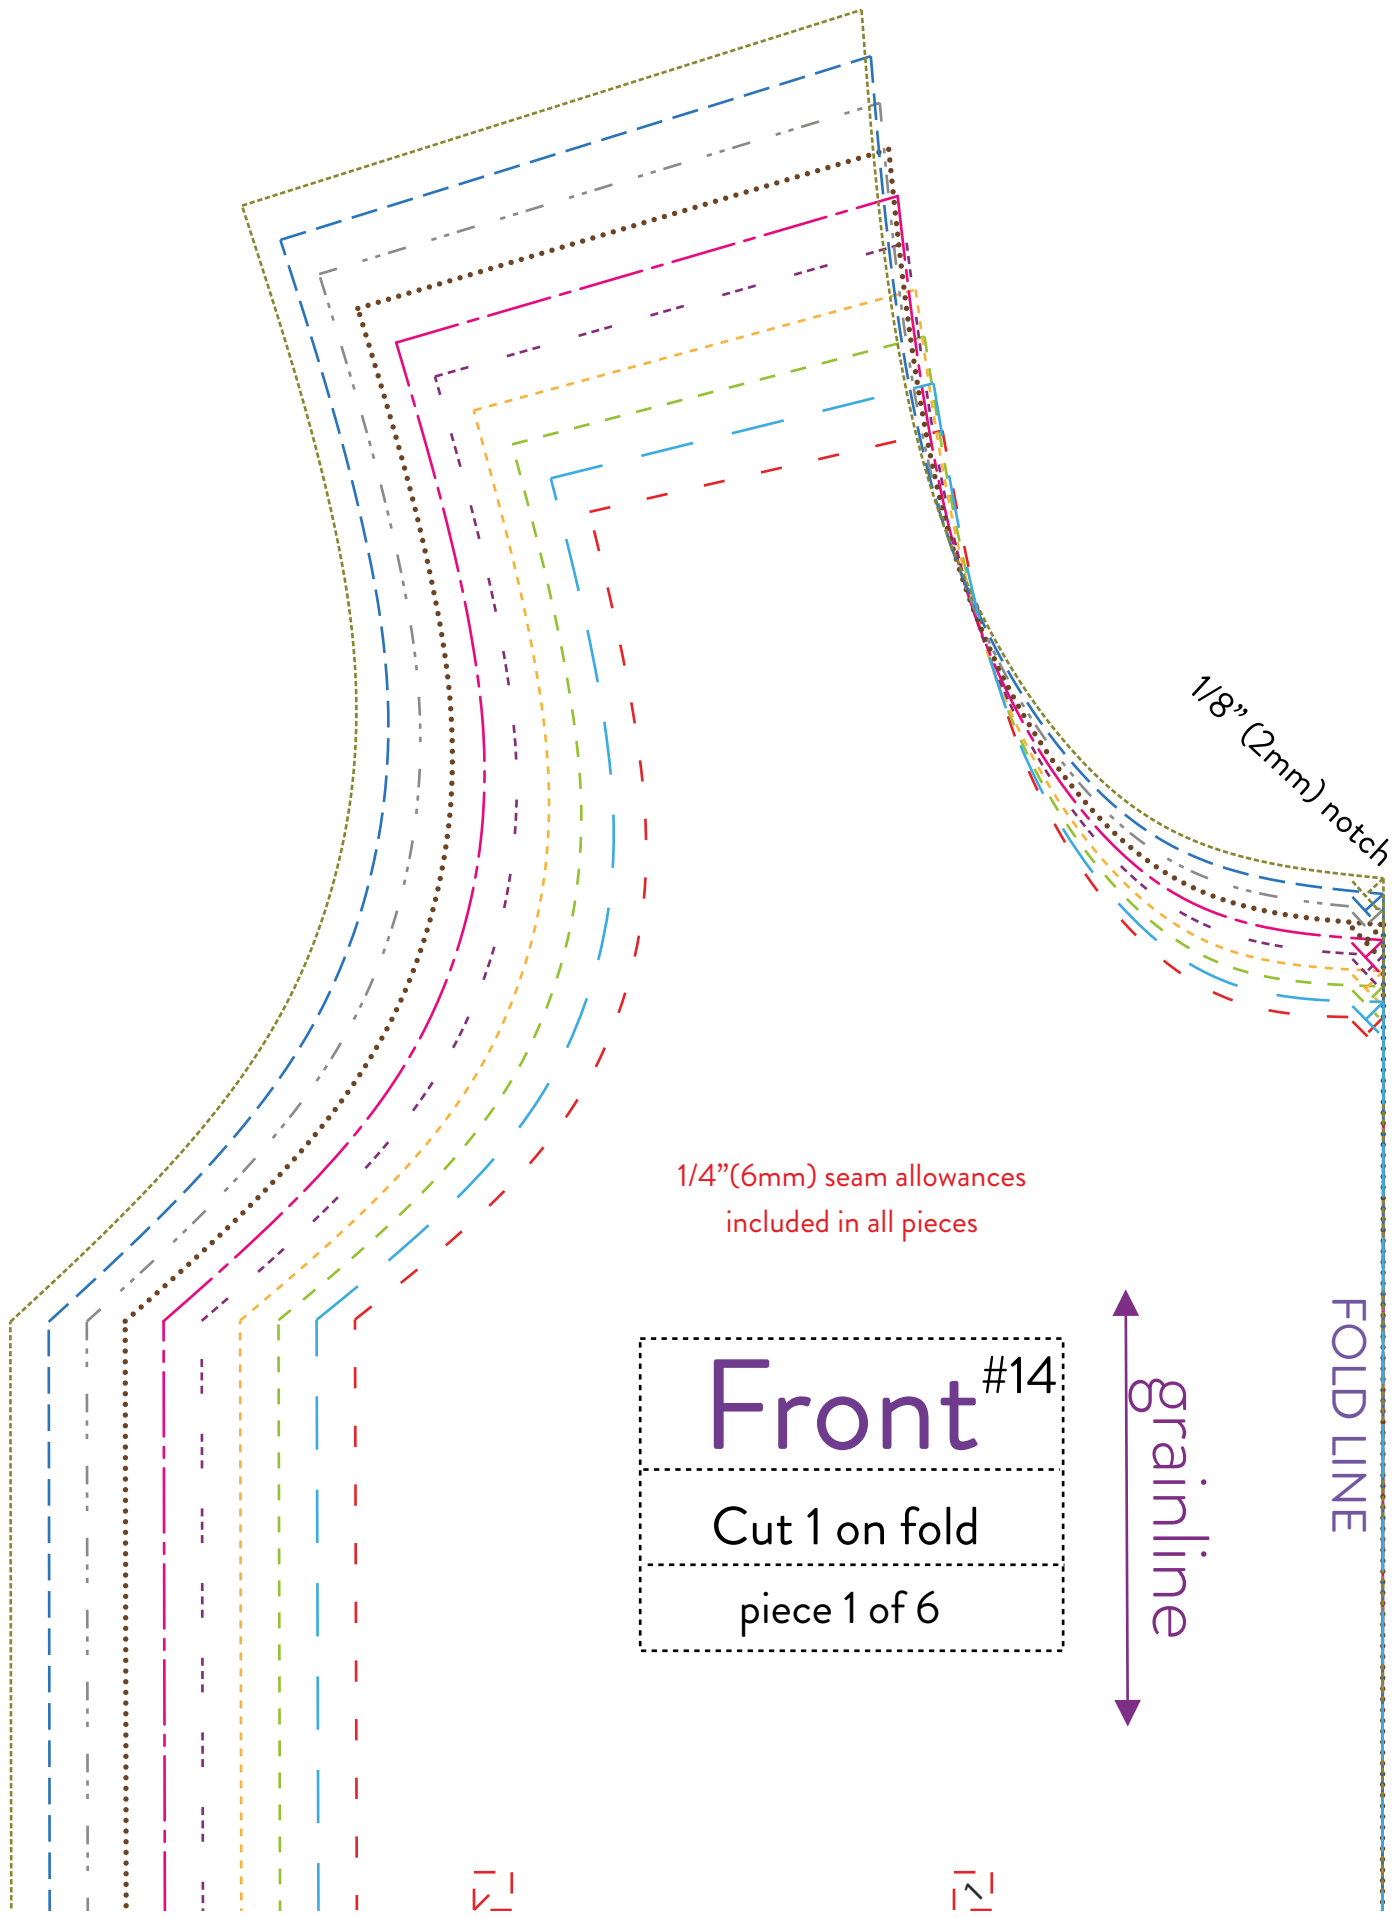 1/8” (2mm) notch
1/4”(6mm) seam allowances
included in all pieces
Front #14
Cut 1 on fold
piece 1 of 6
grainline
FOLD LINE